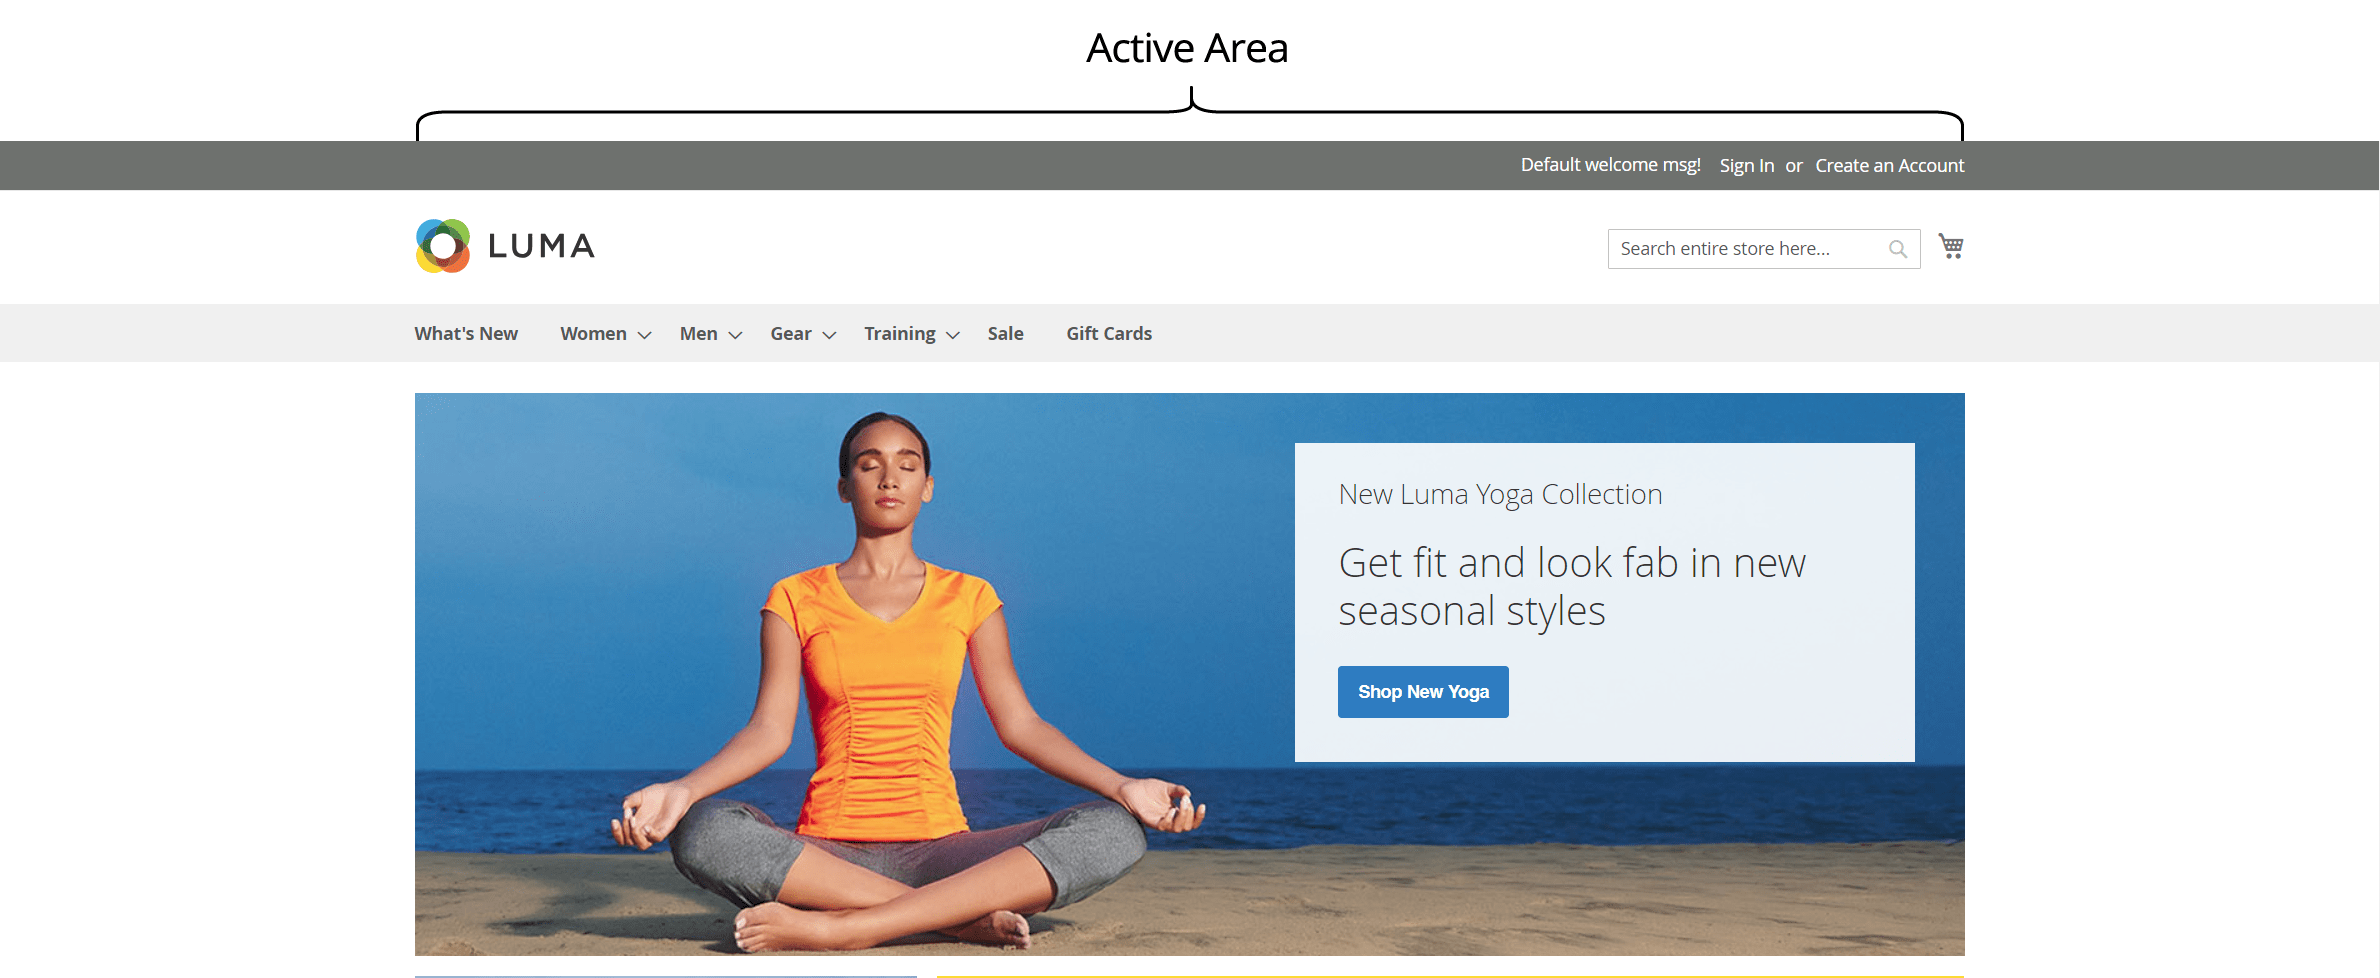 Active Area
Default welcome msg! Sign In or Create an Account
LUMA
Search entire store here...
What's New Women Men Gear Training Sale Gift Cards
New Luma Yoga Collection
Get fit and look fab in new
seasonal styles
Shop New Yoga